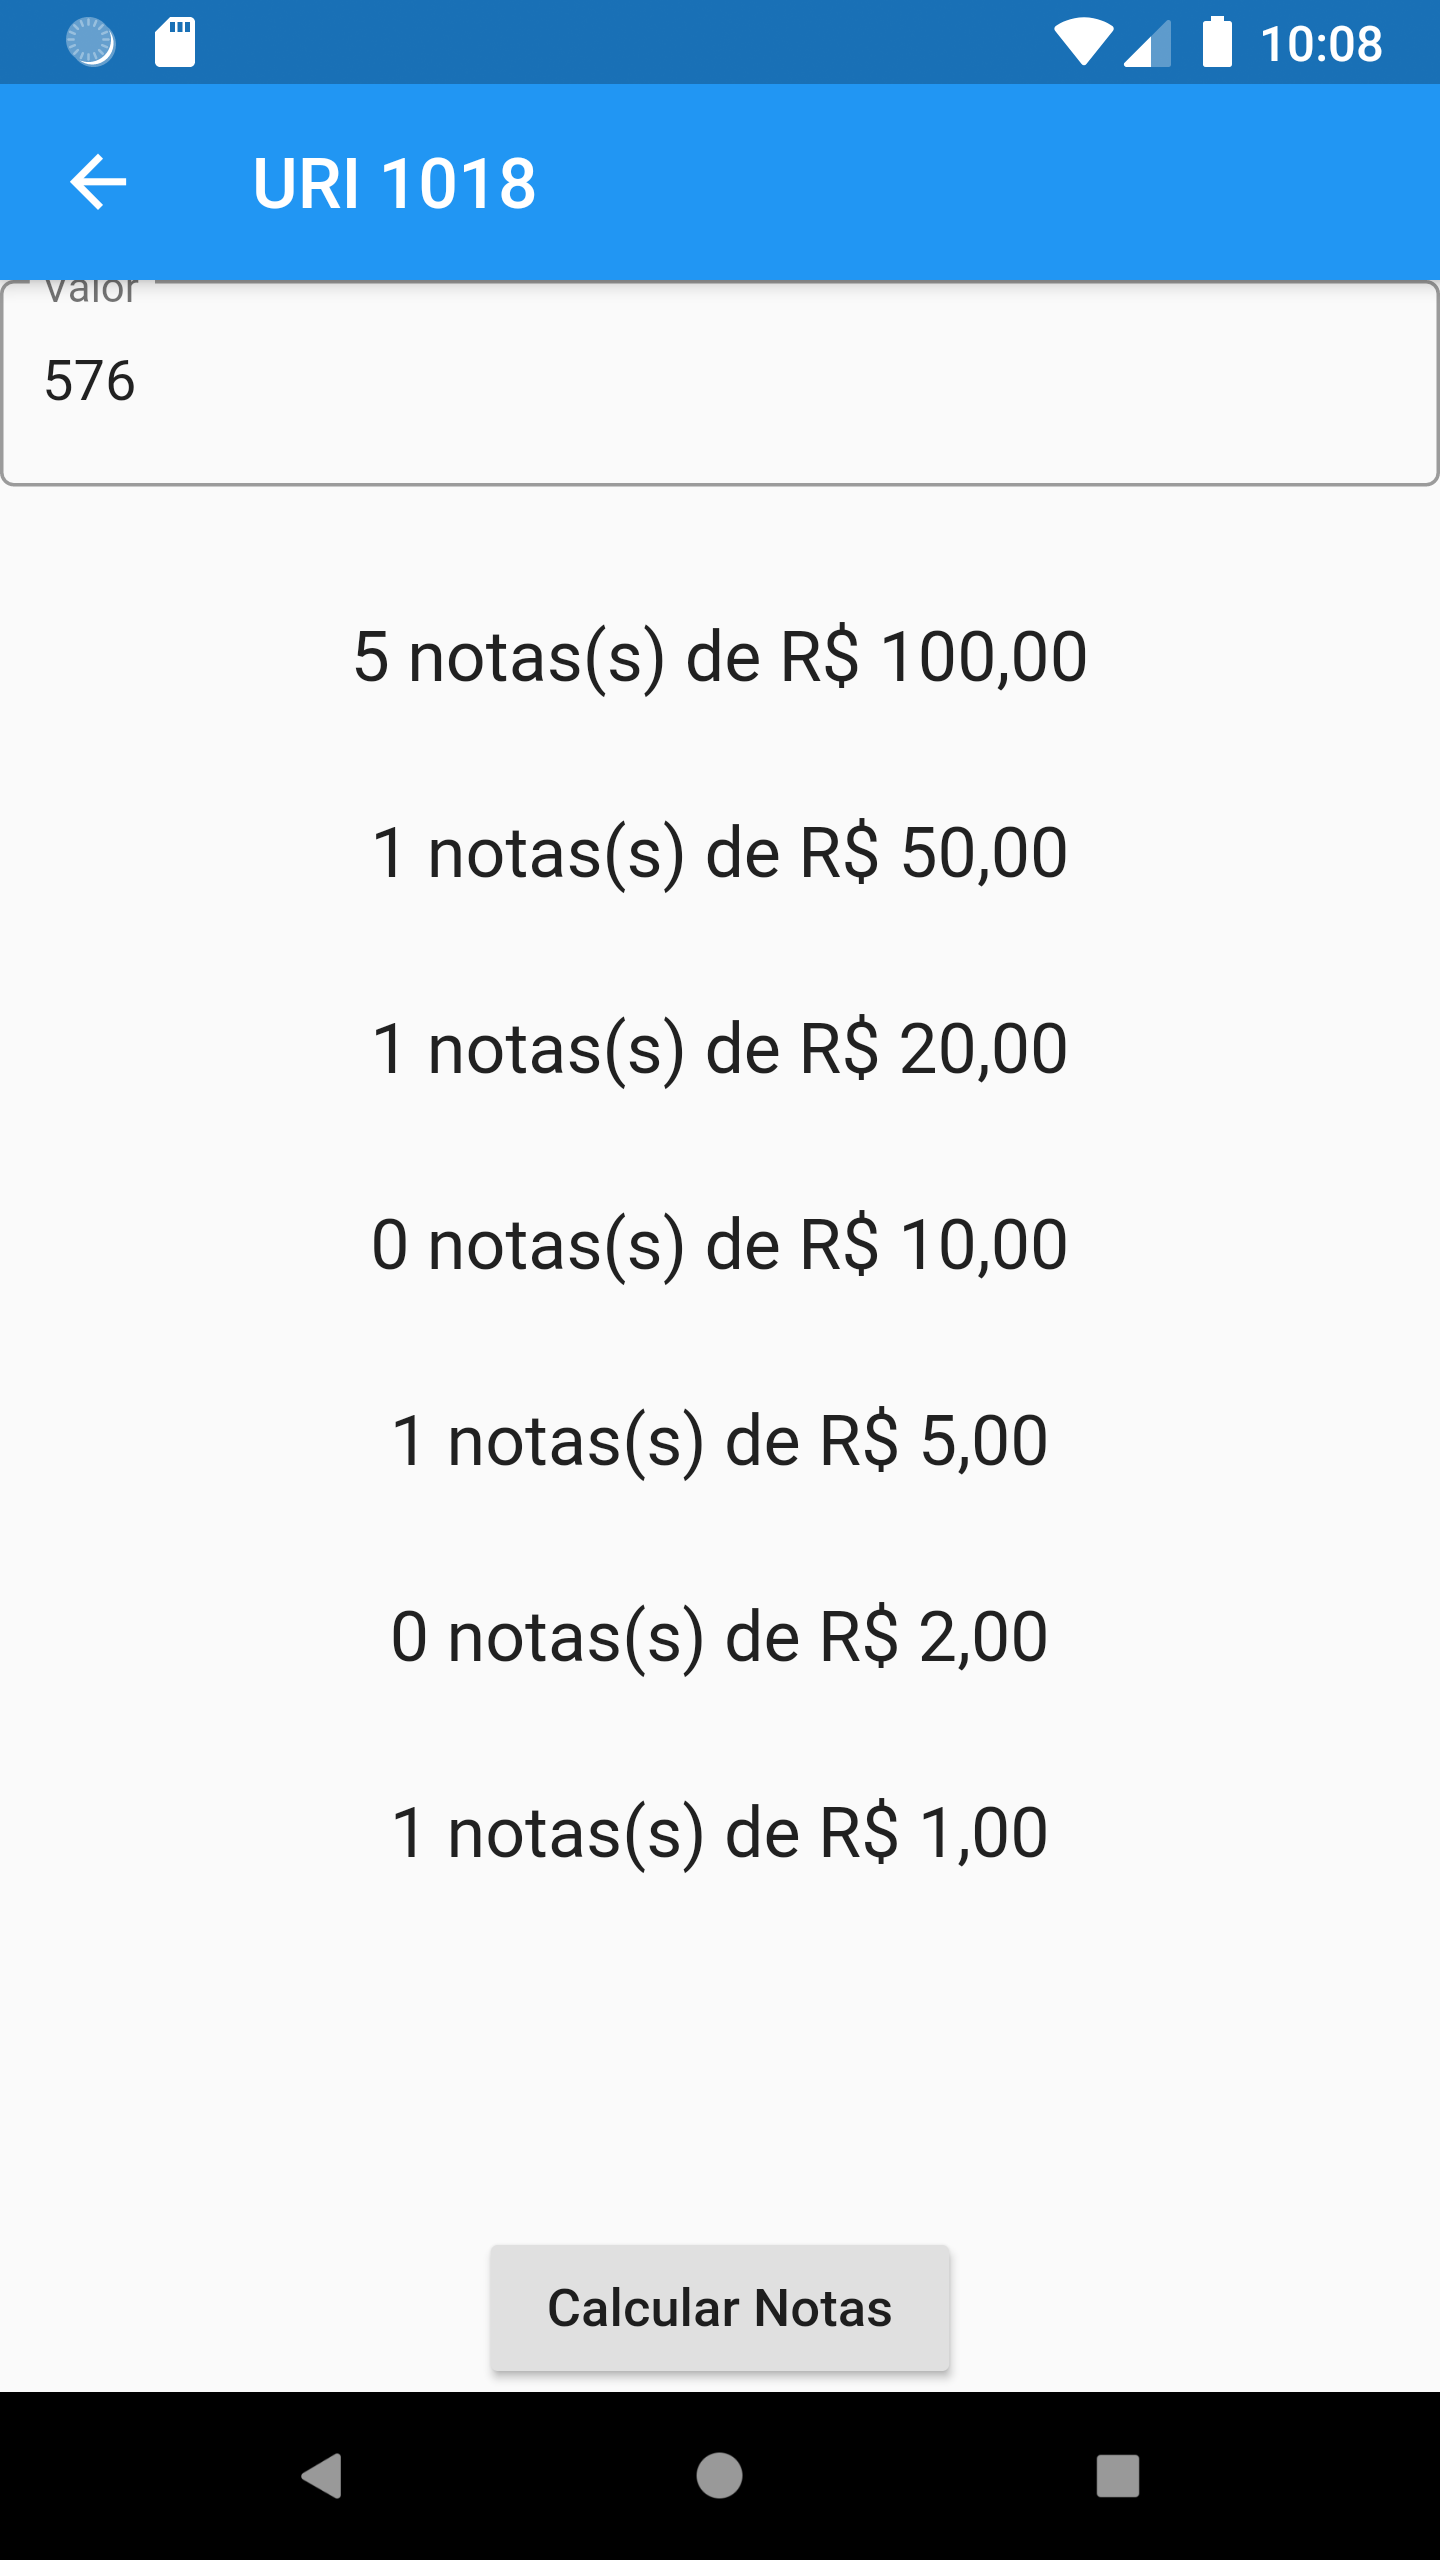 10:08
URI 1018
Valor
576
5 notas(s) de R$ 100,00
1 notas(s) de R$ 50,00
1 notas(s) de R$ 20,00
0 notas(s) de R$ 10,00
1 notas(s) de R$ 5,00
0 notas(s) de R$ 2,00
1 notas(s) de R$ 1,00
Calcular Notas